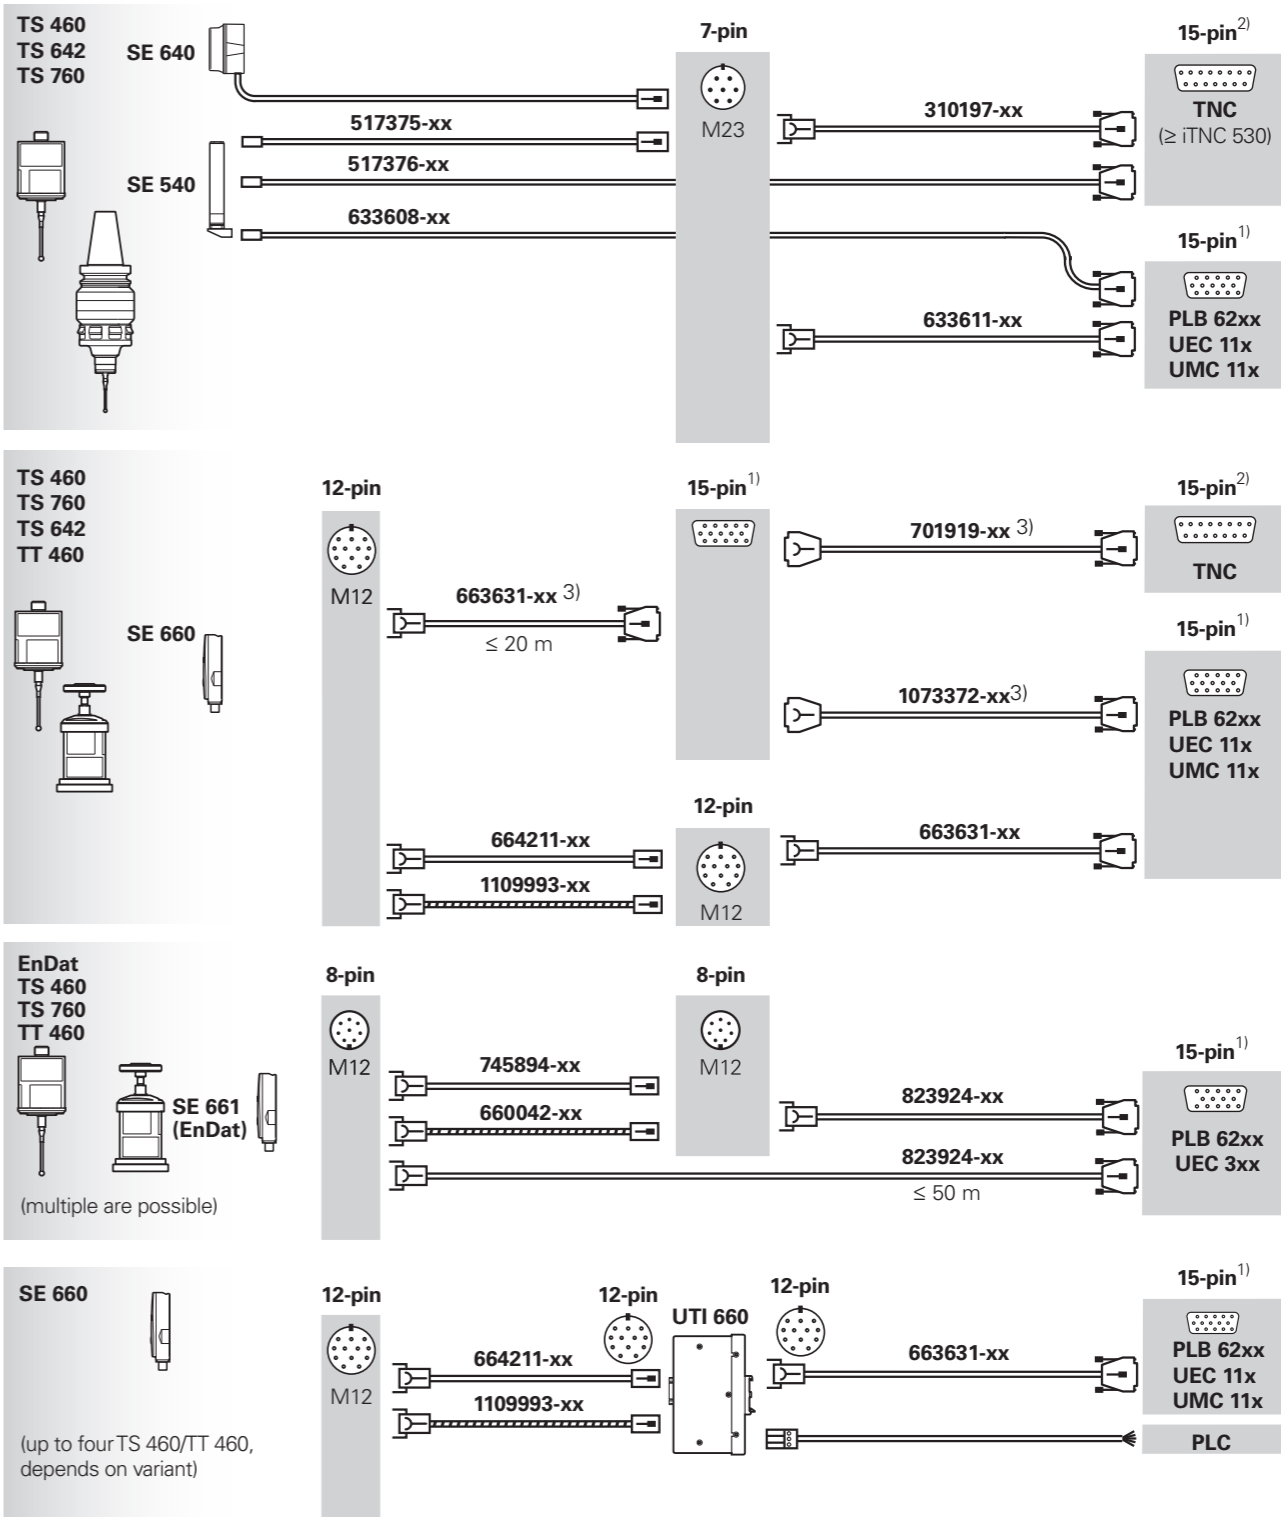 TS 460
TS 642
TS 760
SE 640
7-pin
15-pin2)
517375-xx
M23
310197-xx
TNC
(≥ iTNC 530)
517376-xx
SE 540
633608-xx
15-pin1)
633611-xx
PLB 62xx
UEC 11x
UMC 11x
TS 460
TS 760
TS 642
TT 460
12-pin
15-pin1)
15-pin2)
701919-xx 3)
TNC
M12
663631-xx 3)
≤ 20 m
SE 660
15-pin1)
1073372-xx3)
PLB 62xx
UEC 11x
UMC 11x
12-pin
664211-xx
663631-xx
1109993-xx
M12
EnDat
TS 460
TS 760
TT 460
8-pin
8-pin
15-pin1)
M12
745894-xx
M12
SE 661
(EnDat)
660042-xx
823924-xx
PLB 62xx
UEC 3xx
823924-xx
≤ 50 m
(multiple are possible)
SE 660
12-pin
12-pin
UTI 660
12-pin
15-pin1)
664211-xx
663631-xx
PLB 62xx
UEC 11x
UMC 11x
M12
1109993-xx
PLC
(up to four TS 460/TT 460,
depends on variant)